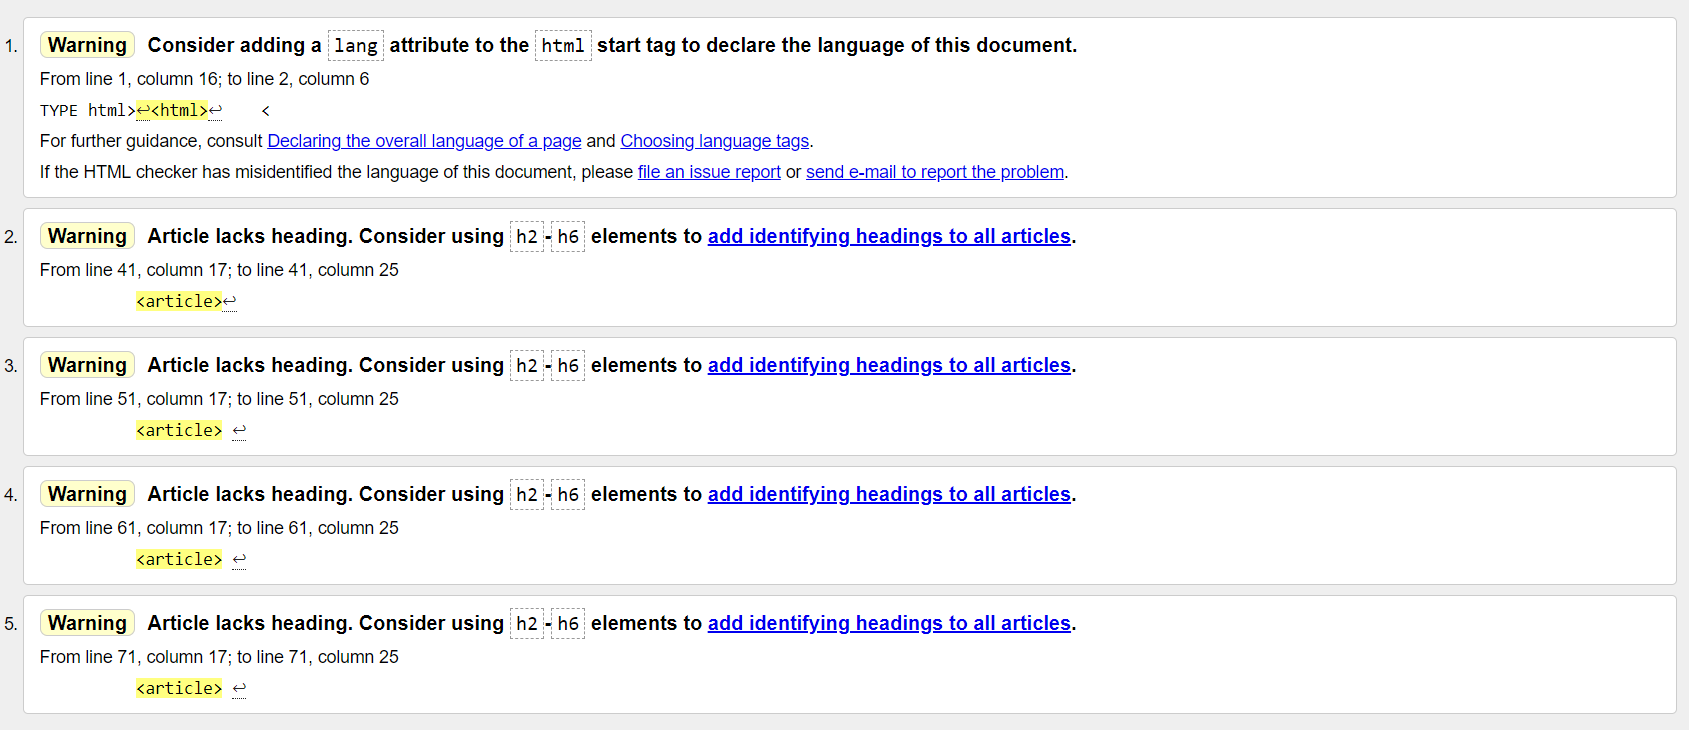 1. Warning Consider adding a lang attribute to the html start tag to declare the language of this document.
From line 1, column 16; to line 2, column 6
TYPE html>↩<html>↩ <
For further guidance, consult Declaring the overall language of a page and Choosing language tags.
If the HTML checker has misidentified the language of this document, please file an issue report or send e-mail to report the problem.
2. Warning Article lacks heading. Consider using h2-h6 elements to add identifying headings to all articles.
From line 41, column 17; to line 41, column 25
<article>↩
3. Warning Article lacks heading. Consider using h2-h6 elements to add identifying headings to all articles.
From line 51, column 17; to line 51, column 25
<article> ↩
4. Warning Article lacks heading. Consider using h2-h6 elements to add identifying headings to all articles.
From line 61, column 17; to line 61, column 25
<article> ↩
5. Warning Article lacks heading. Consider using h2-h6 elements to add identifying headings to all articles.
From line 71, column 17; to line 71, column 25
<article> ↩